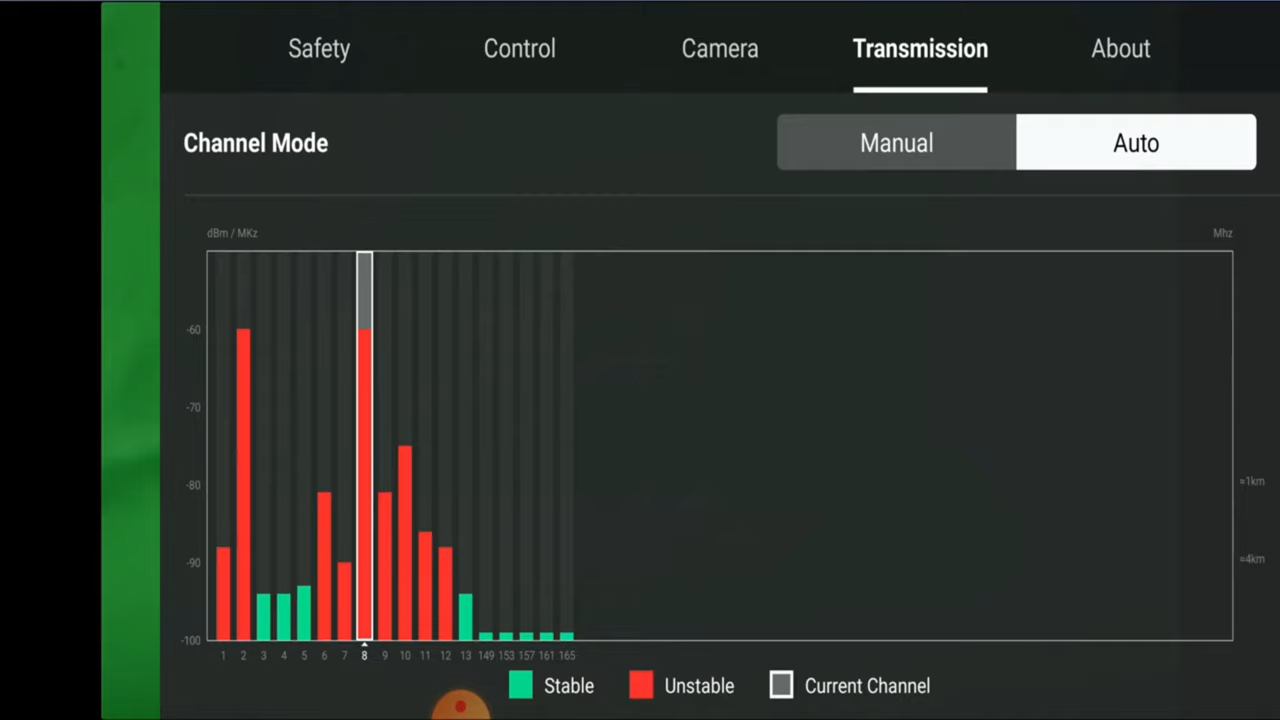 Safety Control Camera Transmission About
Channel Mode Manual Auto
dBm / MKz Mhz
-60
-70
-80 ≈1km
-90 ≈4km
-100
1 2 3 4 5 6 7 8 9 10 11 12 13 149 153 157 161 165
Stable Unstable Current Channel